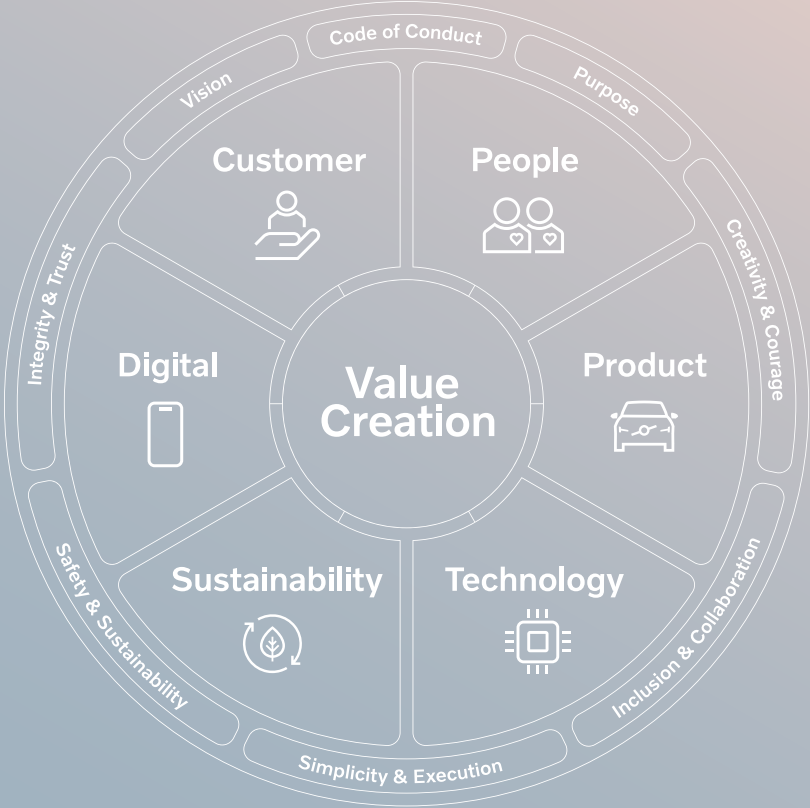 Code of Conduct
Vision
Purpose
Customer
People
Integrity & Trust
Creativity & Courage
Digital
Value
Creation
Product
Sustainability
Technology
Safety & Sustainability
Inclusion & Collaboration
Simplicity & Execution